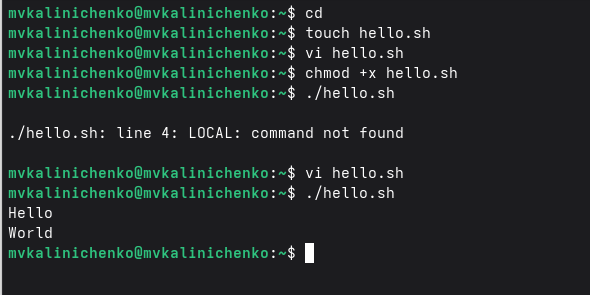 mvkalinichenko@mvkalinichenko:~$ cd
mvkalinichenko@mvkalinichenko:~$ touch hello.sh
mvkalinichenko@mvkalinichenko:~$ vi hello.sh
mvkalinichenko@mvkalinichenko:~$ chmod +x hello.sh
mvkalinichenko@mvkalinichenko:~$ ./hello.sh
./hello.sh: line 4: LOCAL: command not found
mvkalinichenko@mvkalinichenko:~$ vi hello.sh
mvkalinichenko@mvkalinichenko:~$ ./hello.sh
Hello
World
mvkalinichenko@mvkalinichenko:~$